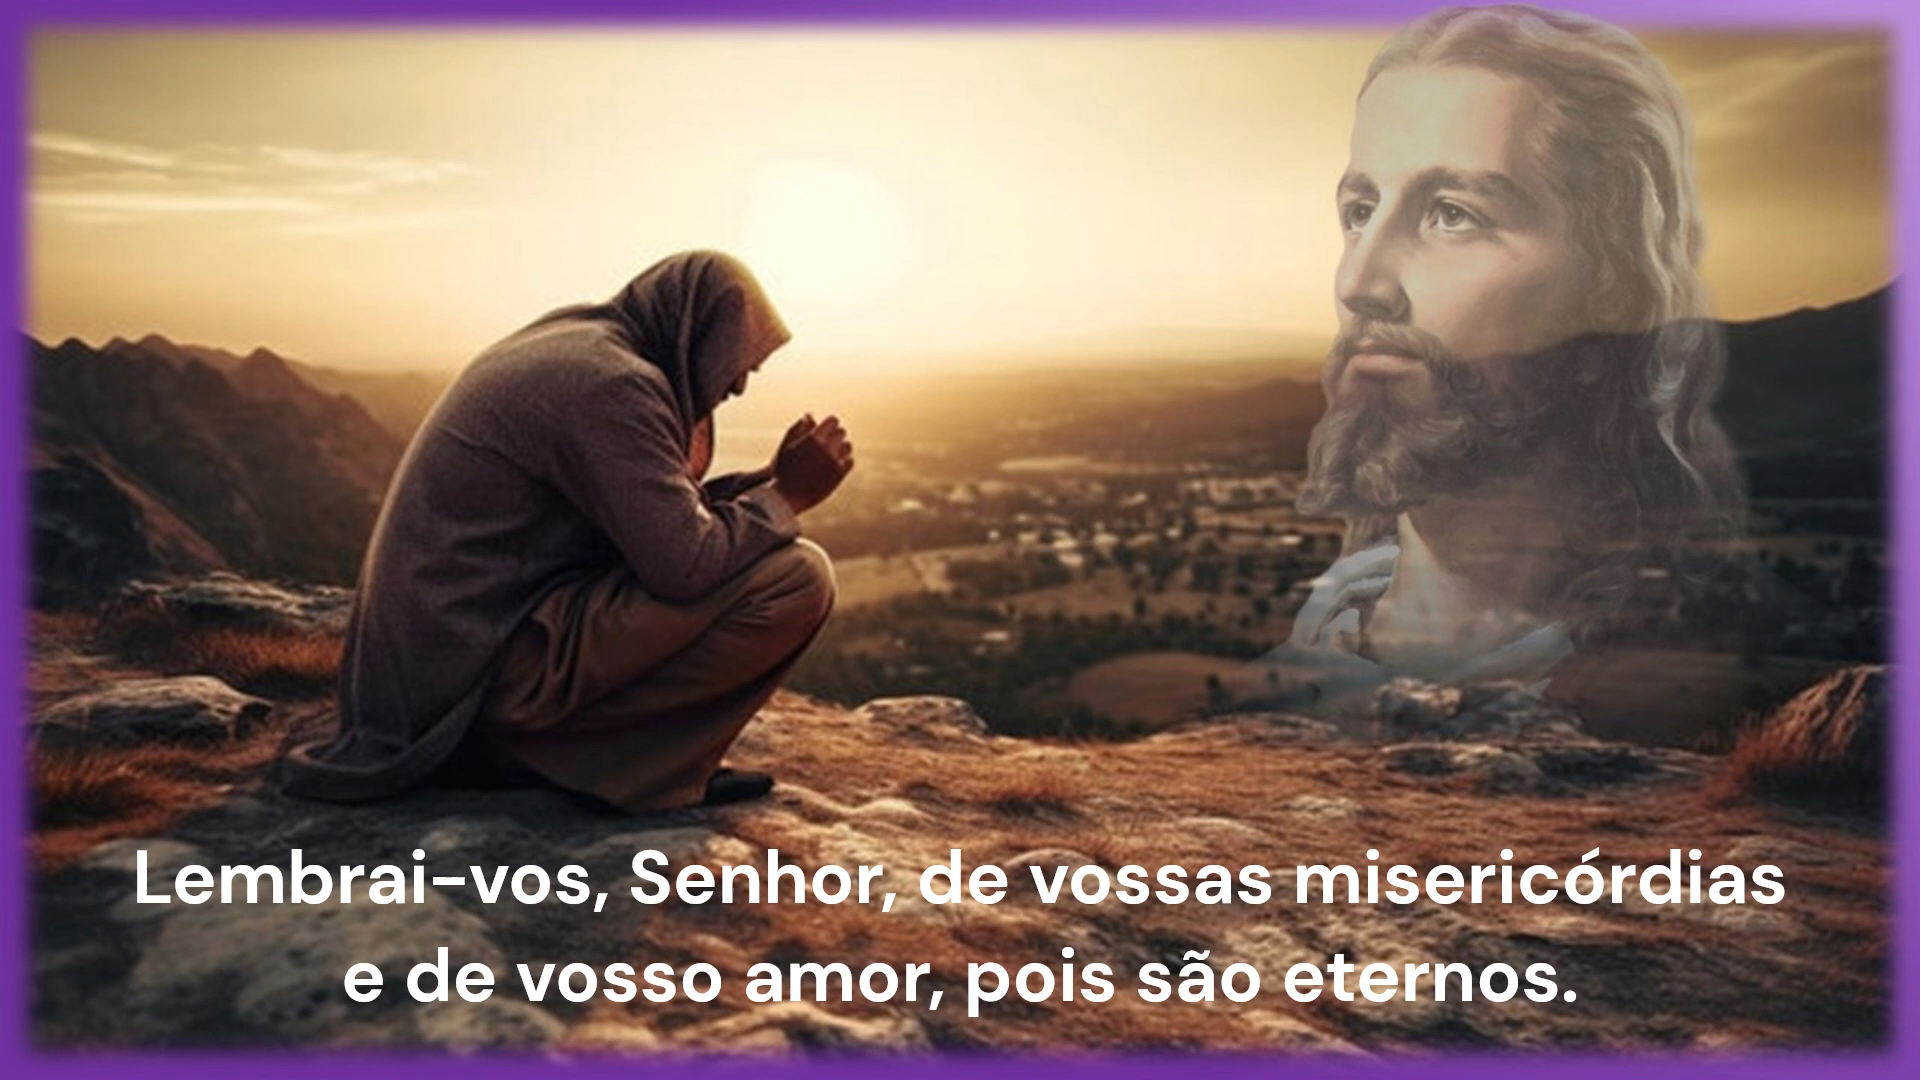 Lembrai-vos, Senhor, de vossas misericórdias
e de vosso amor, pois são eternos.